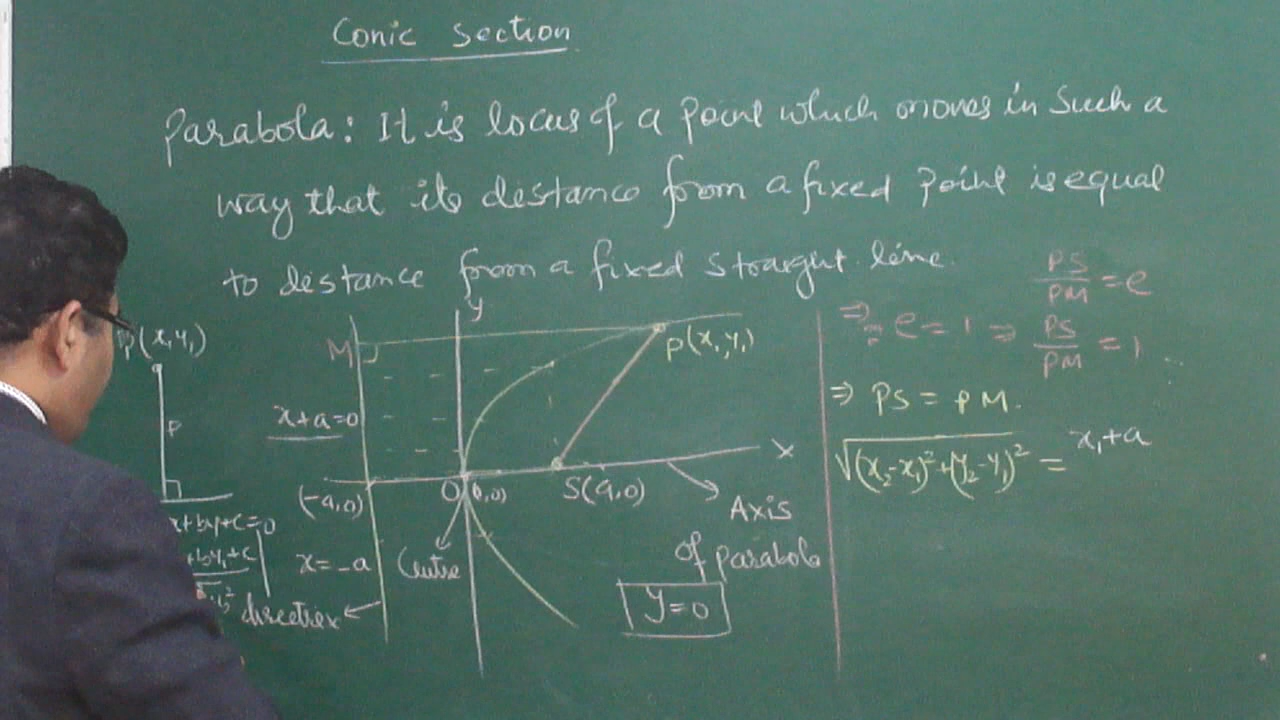 Conic Section
Parabola: It is locus of a point which moves in such a
way that its distance from a fixed point is equal
to distance from a fixed straight line
PS/PM = e
⇒ e = 1 ⇒ PS/PM = 1
⇒ PS = PM.
√(x₂-x₁)²+(y₂-y₁)² = x₁+a
y
P(x₁,y₁)
M
P(x₁,y₁)
P
x+a=0
X
(-a,0)
O(0,0)
S(a,0)
Axis
of parabola
y=0
x+by+c=0
+by₁+c
x=-a
Centre
directrix